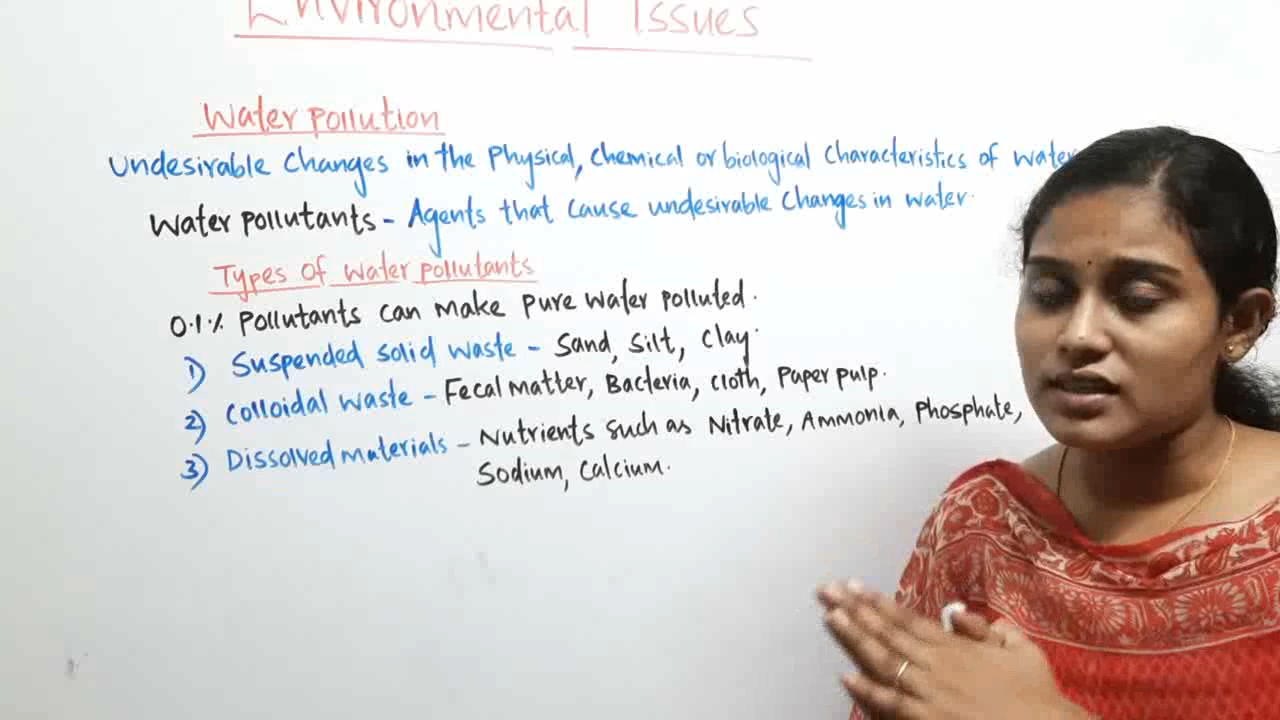 Environmental Issues
Water pollution
Undesirable Changes in the Physical, Chemical or biological Characteristics of water
Water pollutants - Agents that cause undesirable Changes in water.
Types of water pollutants
0.1% Pollutants can make pure water polluted.
1) Suspended solid waste - Sand, Silt, Clay.
2) Colloidal waste - Fecal matter, Bacteria, Cloth, Paper pulp.
3) Dissolved materials - Nutrients such as Nitrate, Ammonia, Phosphate,
Sodium, Calcium.